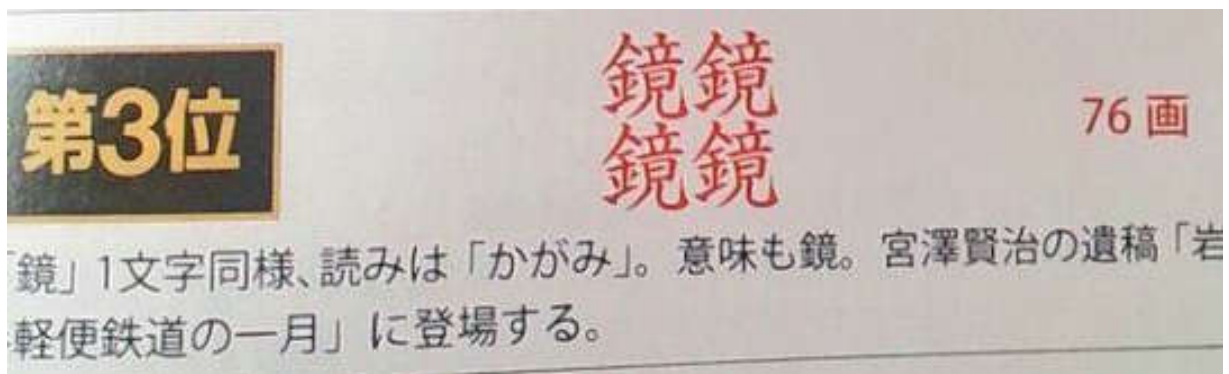 第3位
鏡鏡
鏡鏡
76画
「鏡」1文字同様、読みは「かがみ」。意味も鏡。宮澤賢治の遺稿「岩
軽便鉄道の一月」に登場する。